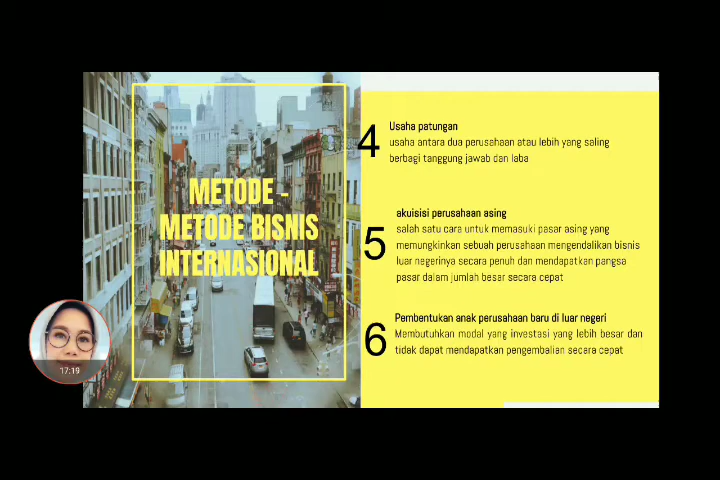 METODE -
METODE BISNIS
INTERNASIONAL
4
Usaha patungan
usaha antara dua perusahaan atau lebih yang saling
berbagi tanggung jawab dan laba
5
akuisisi perusahaan asing
salah satu cara untuk memasuki pasar asing yang
memungkinkan sebuah perusahaan mengendalikan bisnis
luar negerinya secara penuh dan mendapatkan pangsa
pasar dalam jumlah besar secara cepat
6
Pembentukan anak perusahaan baru di luar negeri
Membutuhkan modal yang investasi yang lebih besar dan
tidak dapat mendapatkan pengembalian secara cepat
17:19